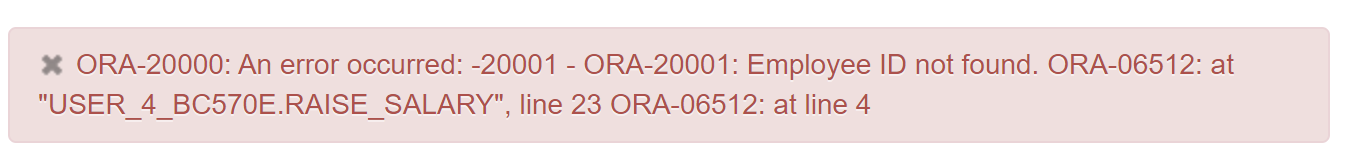 ORA-20000: An error occurred: -20001 - ORA-20001: Employee ID not found. ORA-06512: at
"USER_4_BC570E.RAISE_SALARY", line 23 ORA-06512: at line 4